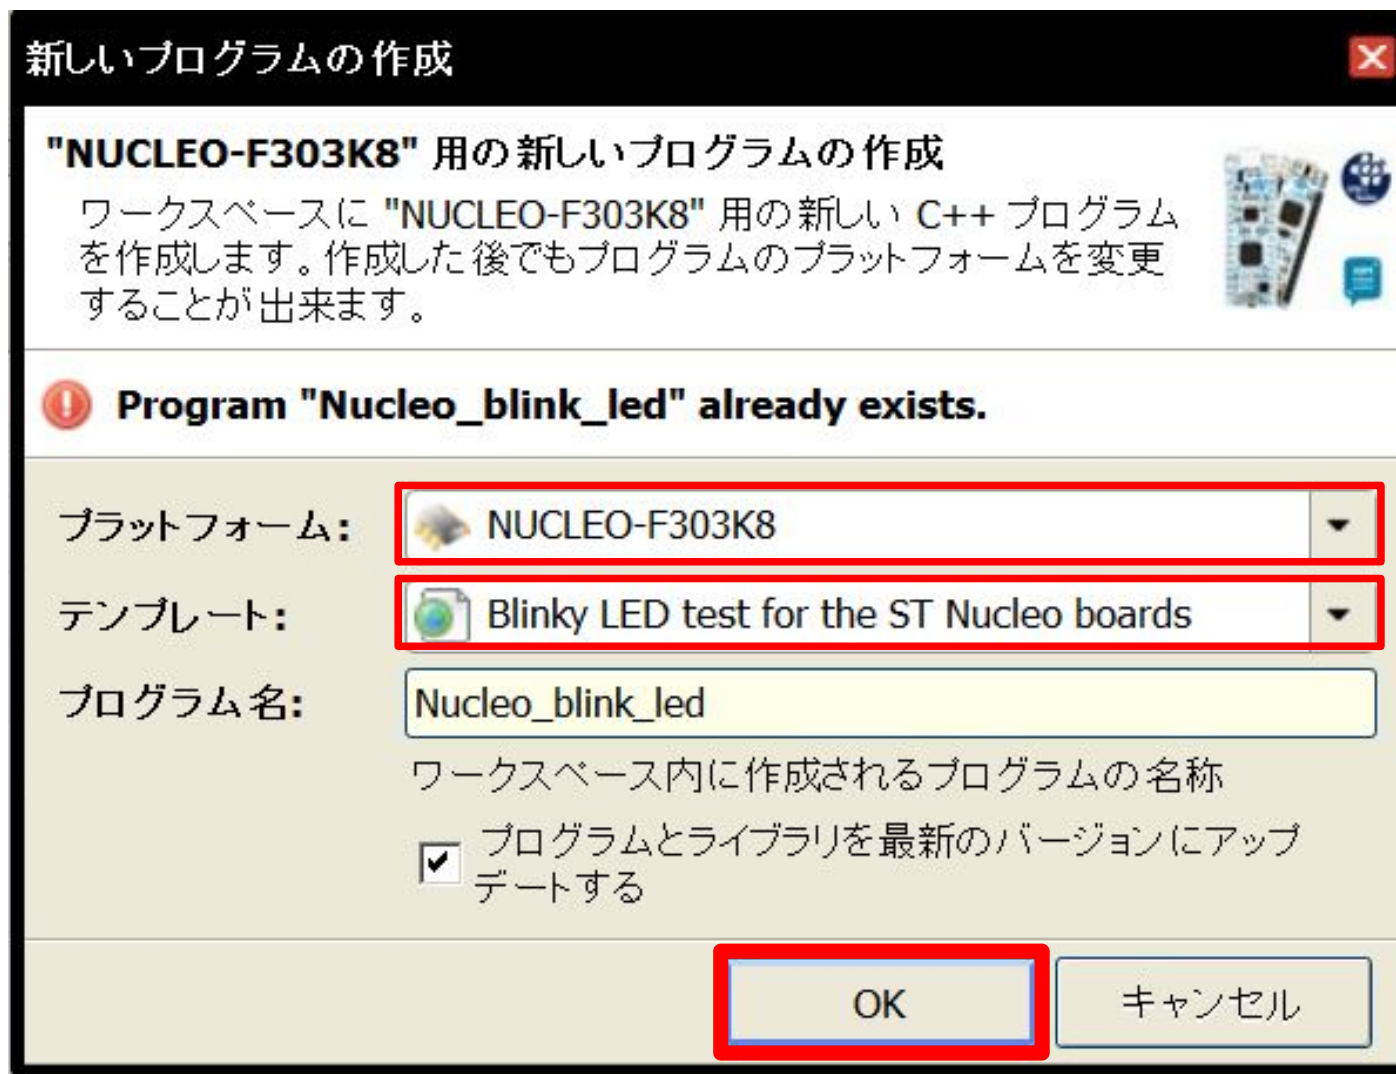 新しいプログラムの作成
"NUCLEO-F303K8" 用の新しいプログラムの作成
ワークスペースに "NUCLEO-F303K8" 用の新しい C++ プログラム
を作成します。作成した後でもプログラムのプラットフォームを変更
することが出来ます。
Program "Nucleo_blink_led" already exists.
プラットフォーム:
NUCLEO-F303K8
テンプレート:
Blinky LED test for the ST Nucleo boards
プログラム名:
Nucleo_blink_led
ワークスペース内に作成されるプログラムの名称
プログラムとライブラリを最新のバージョンにアップ
デートする
OK
キャンセル